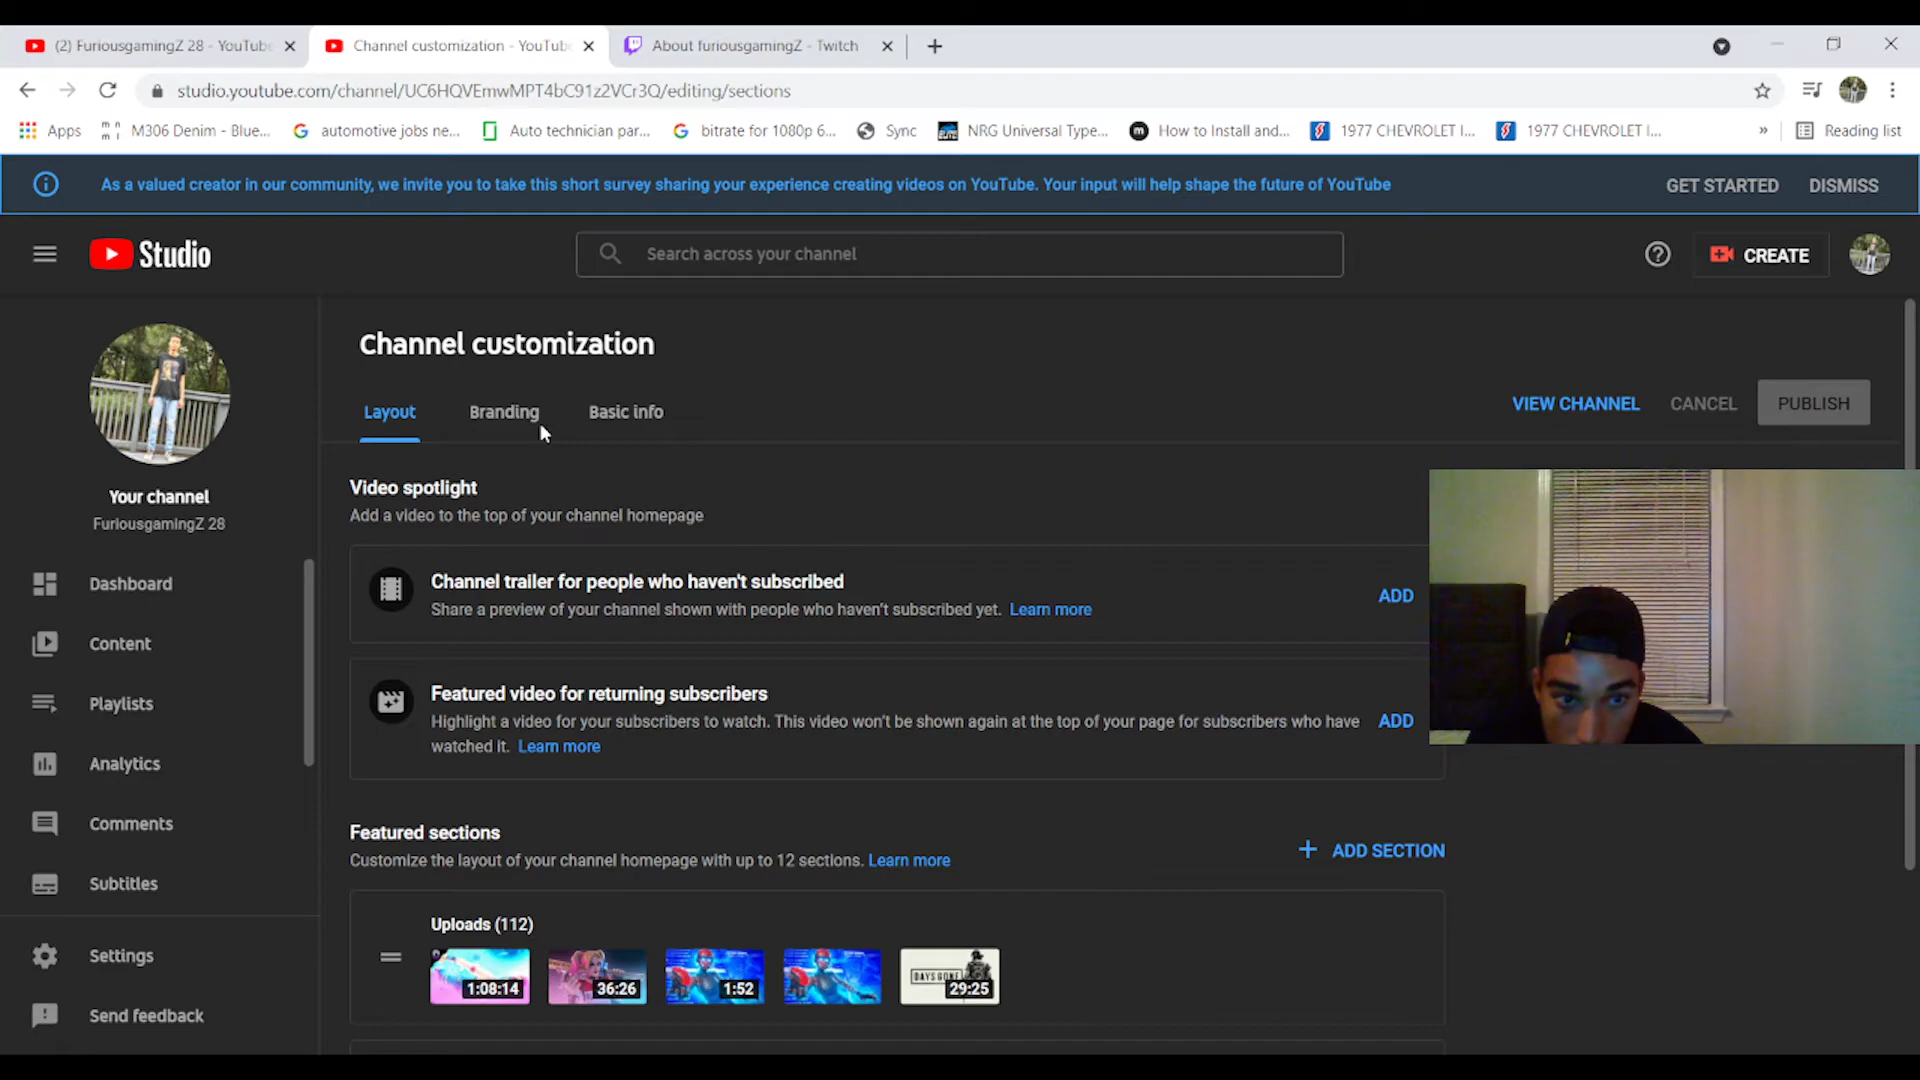 (2) FuriousgamingZ 28 - YouTube
Channel customization - YouTube
About furiousgamingZ - Twitch
studio.youtube.com/channel/UC6HQVEmwMPT4bC91z2VCr3Q/editing/sections
Apps
M306 Denim - Blue...
automotive jobs ne...
Auto technician par...
bitrate for 1080p 6...
Sync
NRG Universal Type...
How to Install and...
1977 CHEVROLET I...
1977 CHEVROLET I...
»
Reading list
As a valued creator in our community, we invite you to take this short survey sharing your experience creating videos on YouTube. Your input will help shape the future of YouTube
GET STARTED
DISMISS
Studio
Search across your channel
CREATE
Channel customization
Layout
Branding
Basic info
VIEW CHANNEL
CANCEL
PUBLISH
Your channel
FuriousgamingZ 28
Dashboard
Content
Playlists
Analytics
Comments
Subtitles
Settings
Send feedback
Video spotlight
Add a video to the top of your channel homepage
Channel trailer for people who haven't subscribed
Share a preview of your channel shown with people who haven't subscribed yet. Learn more
ADD
Featured video for returning subscribers
Highlight a video for your subscribers to watch. This video won't be shown again at the top of your page for subscribers who have
watched it. Learn more
ADD
Featured sections
Customize the layout of your channel homepage with up to 12 sections. Learn more
ADD SECTION
Uploads (112)
1:08:14
36:26
1:52
DAYS GONE
29:25